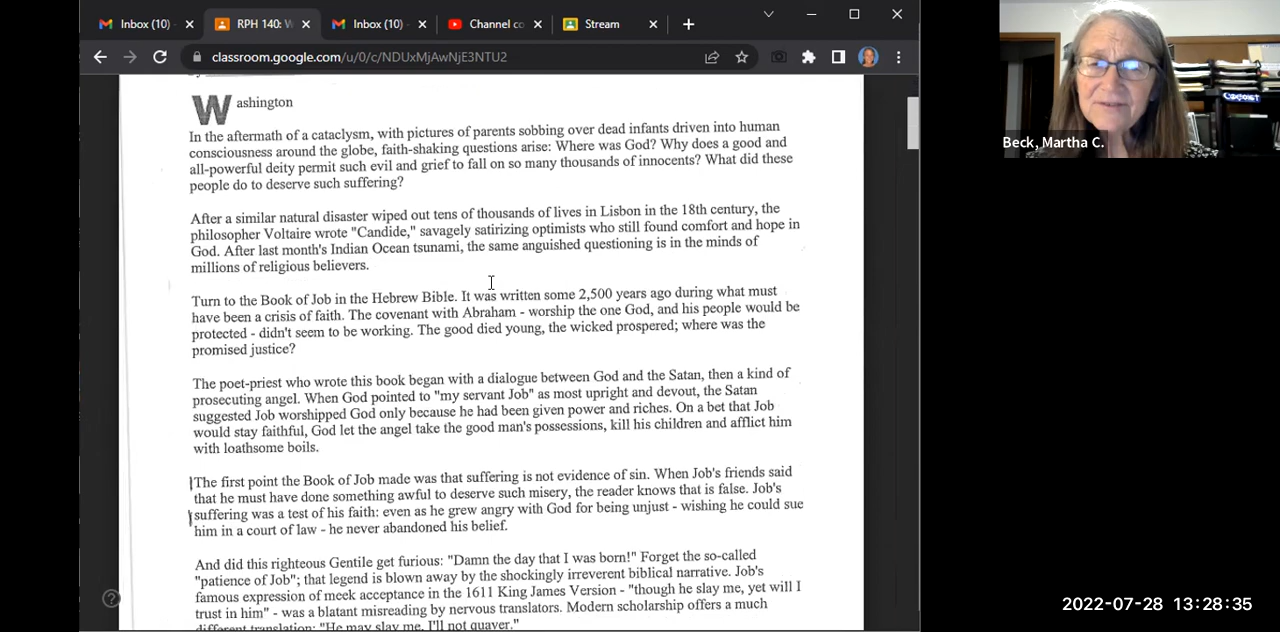 Inbox (10)
RPH 140: W
Inbox (10)
Channel co
Stream
classroom.google.com/u/0/c/NDUxMjAwNjE3NTU2
Washington
In the aftermath of a cataclysm, with pictures of parents sobbing over dead infants driven into human
consciousness around the globe, faith-shaking questions arise: Where was God? Why does a good and
all-powerful deity permit such evil and grief to fall on so many thousands of innocents? What did these
people do to deserve such suffering?
After a similar natural disaster wiped out tens of thousands of lives in Lisbon in the 18th century, the
philosopher Voltaire wrote "Candide," savagely satirizing optimists who still found comfort and hope in
God. After last month's Indian Ocean tsunami, the same anguished questioning is in the minds of
millions of religious believers.
Turn to the Book of Job in the Hebrew Bible. It was written some 2,500 years ago during what must
have been a crisis of faith. The covenant with Abraham - worship the one God, and his people would be
protected - didn't seem to be working. The good died young, the wicked prospered; where was the
promised justice?
The poet-priest who wrote this book began with a dialogue between God and the Satan, then a kind of
prosecuting angel. When God pointed to "my servant Job" as most upright and devout, the Satan
suggested Job worshipped God only because he had been given power and riches. On a bet that Job
would stay faithful, God let the angel take the good man's possessions, kill his children and afflict him
with loathsome boils.
The first point the Book of Job made was that suffering is not evidence of sin. When Job's friends said
that he must have done something awful to deserve such misery, the reader knows that is false. Job's
suffering was a test of his faith: even as he grew angry with God for being unjust - wishing he could sue
him in a court of law - he never abandoned his belief.
And did this righteous Gentile get furious: "Damn the day that I was born!" Forget the so-called
"patience of Job"; that legend is blown away by the shockingly irreverent biblical narrative. Job's
famous expression of meek acceptance in the 1611 King James Version - "though he slay me, yet will I
trust in him" - was a blatant misreading by nervous translators. Modern scholarship offers a much
different translation: "He may slay me, I'll not quaver."
Beck, Martha C.
2022-07-28 13:28:35